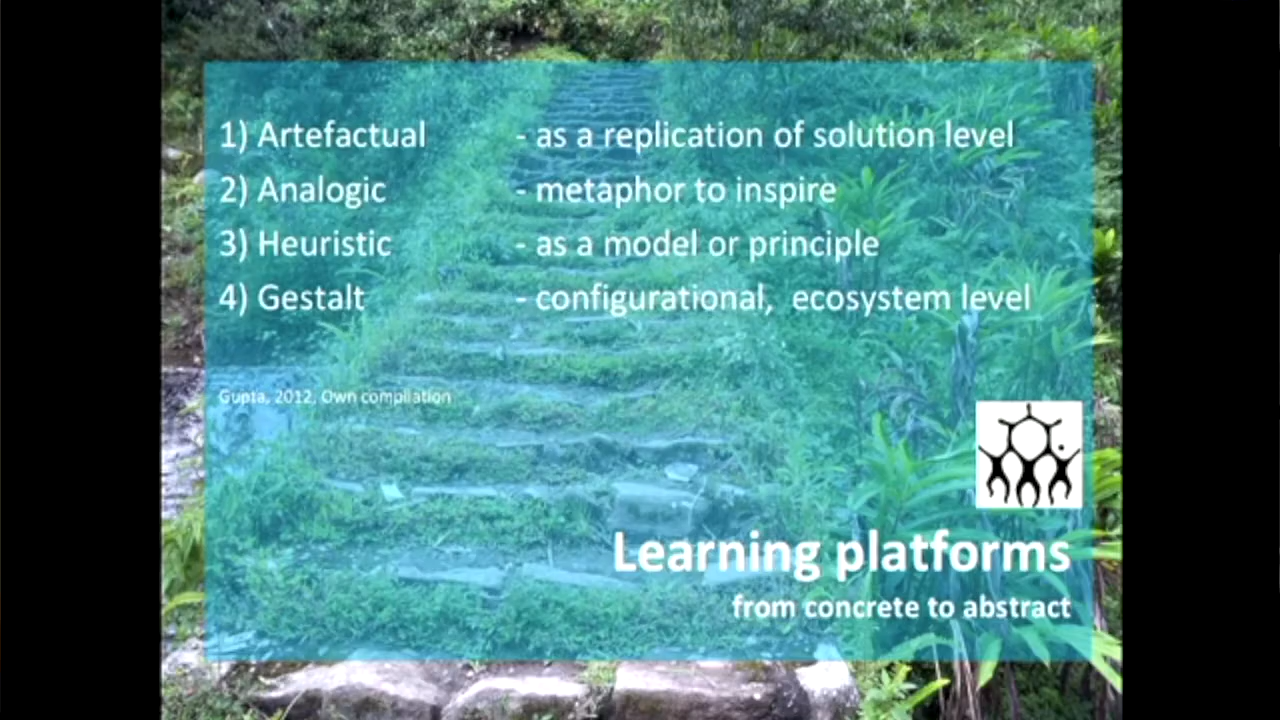 1) Artefactual - as a replication of solution level
2) Analogic - metaphor to inspire
3) Heuristic - as a model or principle
4) Gestalt - configurational, ecosystem level
Gupta, 2012, Own compilation
Learning platforms
from concrete to abstract